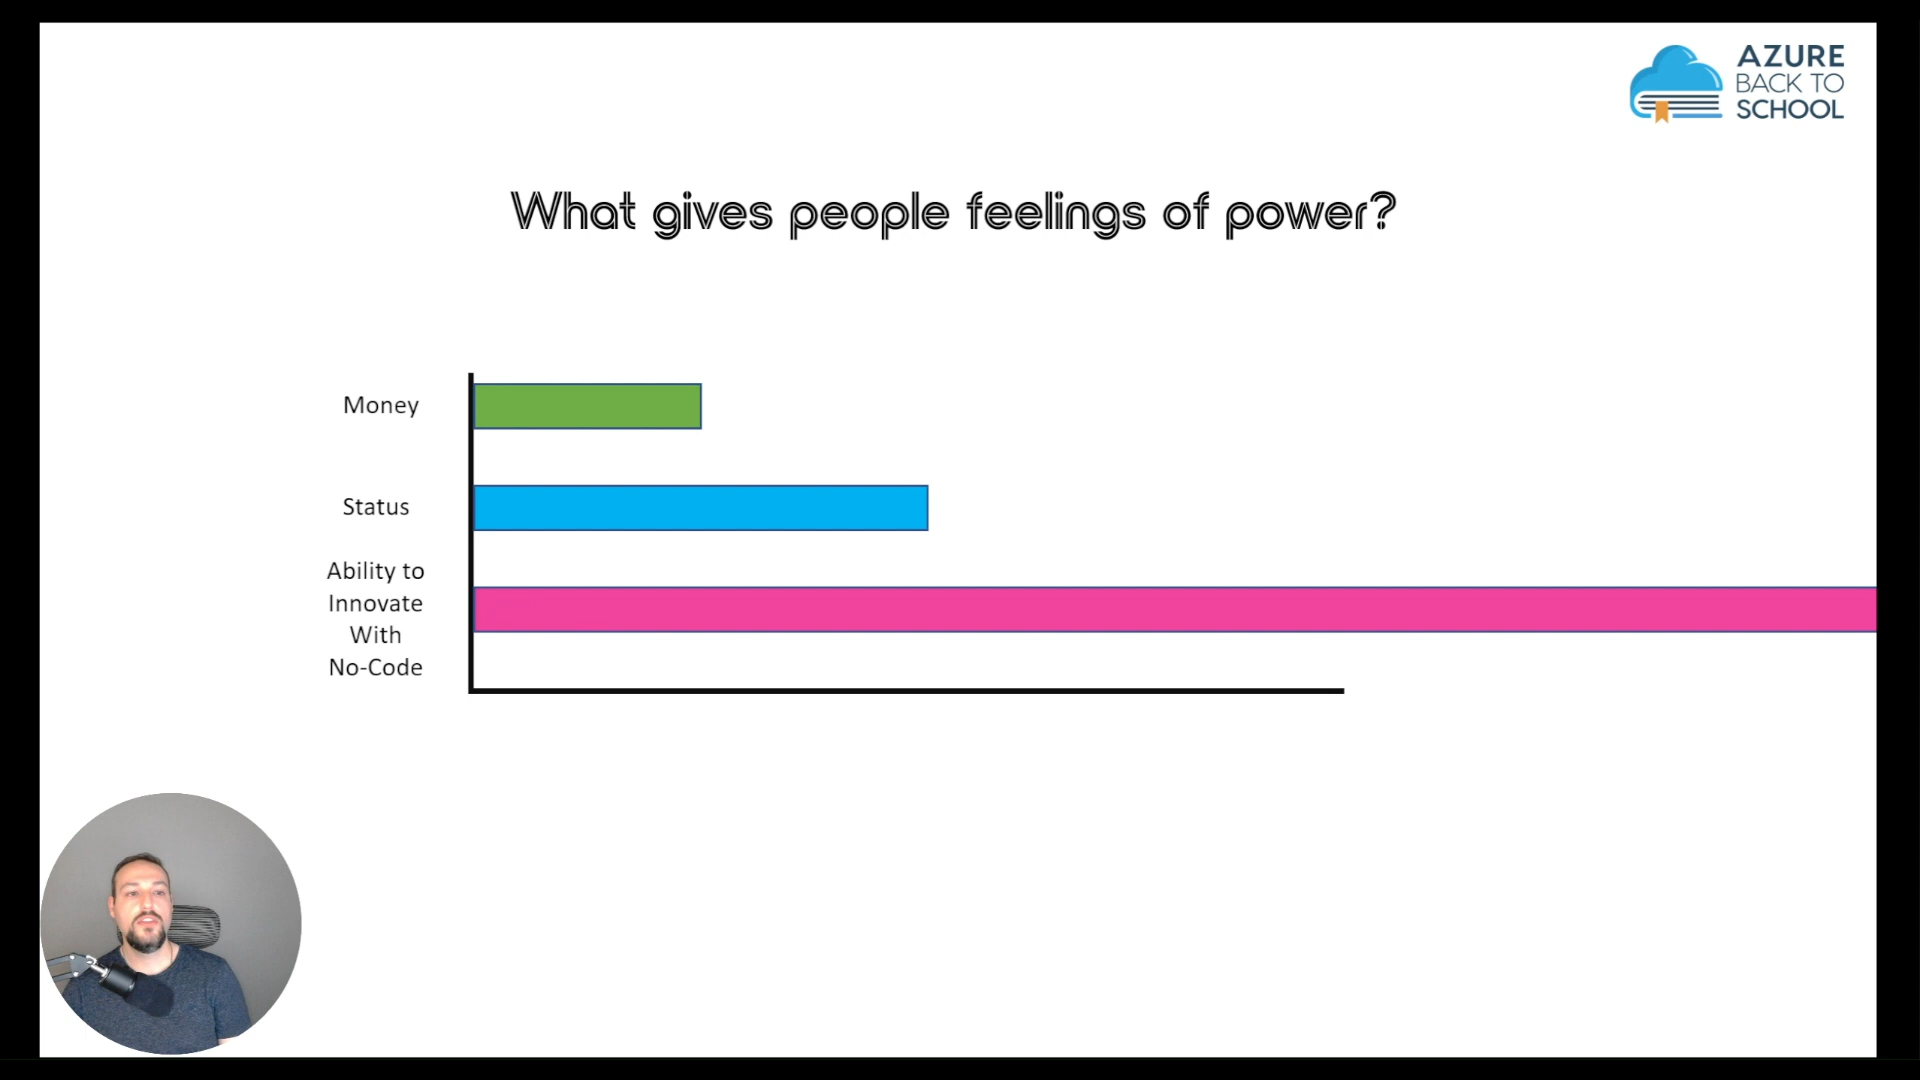 AZURE
BACK TO
SCHOOL
What gives people feelings of power?
Money
Status
Ability to
Innovate
With
No-Code